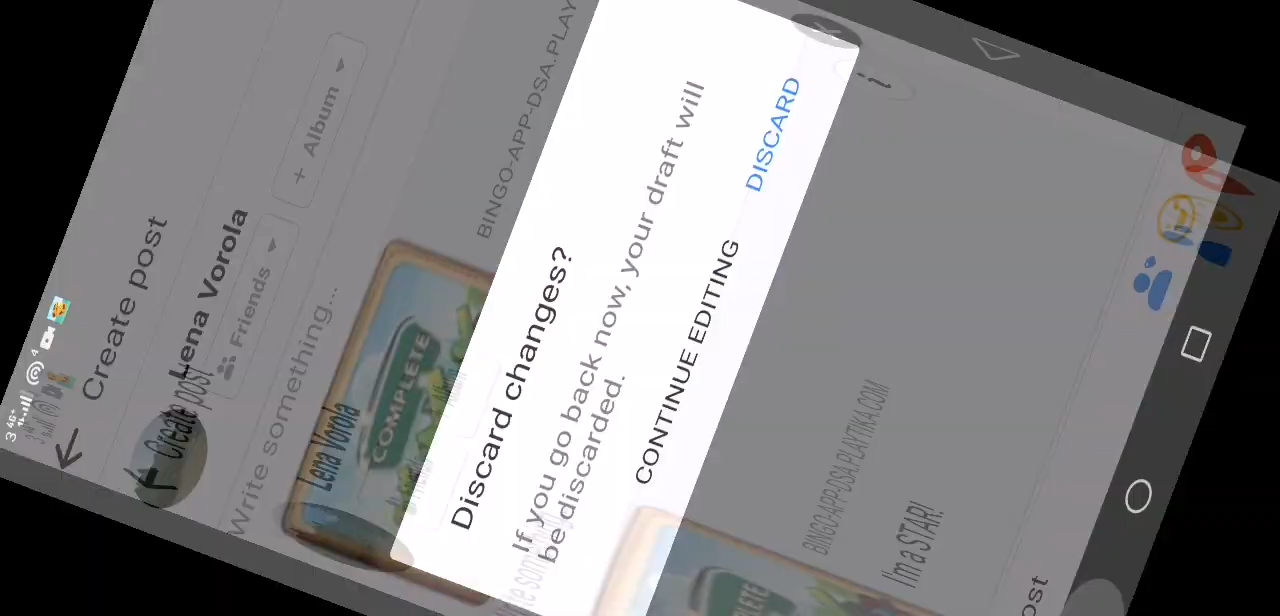 3 4G+
Create post
Lena Vorola
Friends
+ Album
Write something...
COMPLETE
BINGO-APP-DSA.PLAY
Discard changes?
If you go back now, your draft will
be discarded.
CONTINUE EDITING
DISCARD
Create post
Lena Vorola
BINGO-APP-DSA.PLAYTIKA.COM
I'm a STAR!